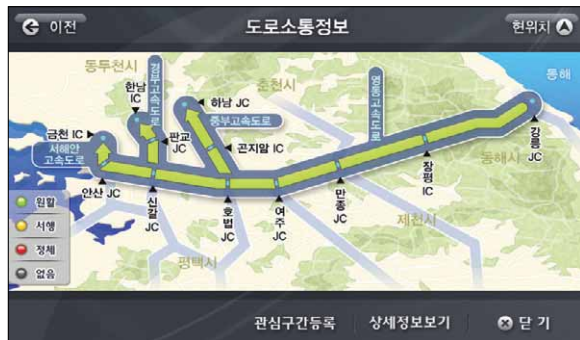 이전
도로소통정보
현위치
동두천시
한남
IC
경부고속도로
하남 JC
춘천시
영동고속도로
동해
금천 IC
서해안
고속도로
판교
JC
중부고속도로
곤지암 IC
강릉 JC
동해시
안산 JC
신갈 JC
호법 JC
여주 JC
만종 JC
장평 IC
제천시
평택시
원활
서행
정체
없음
관심구간등록
상세정보보기
닫 기